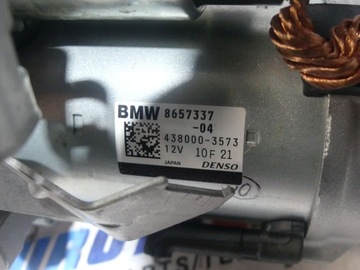 BMW 8657337
-04
438000-3573
12V 10F 21
JAPAN DENSO